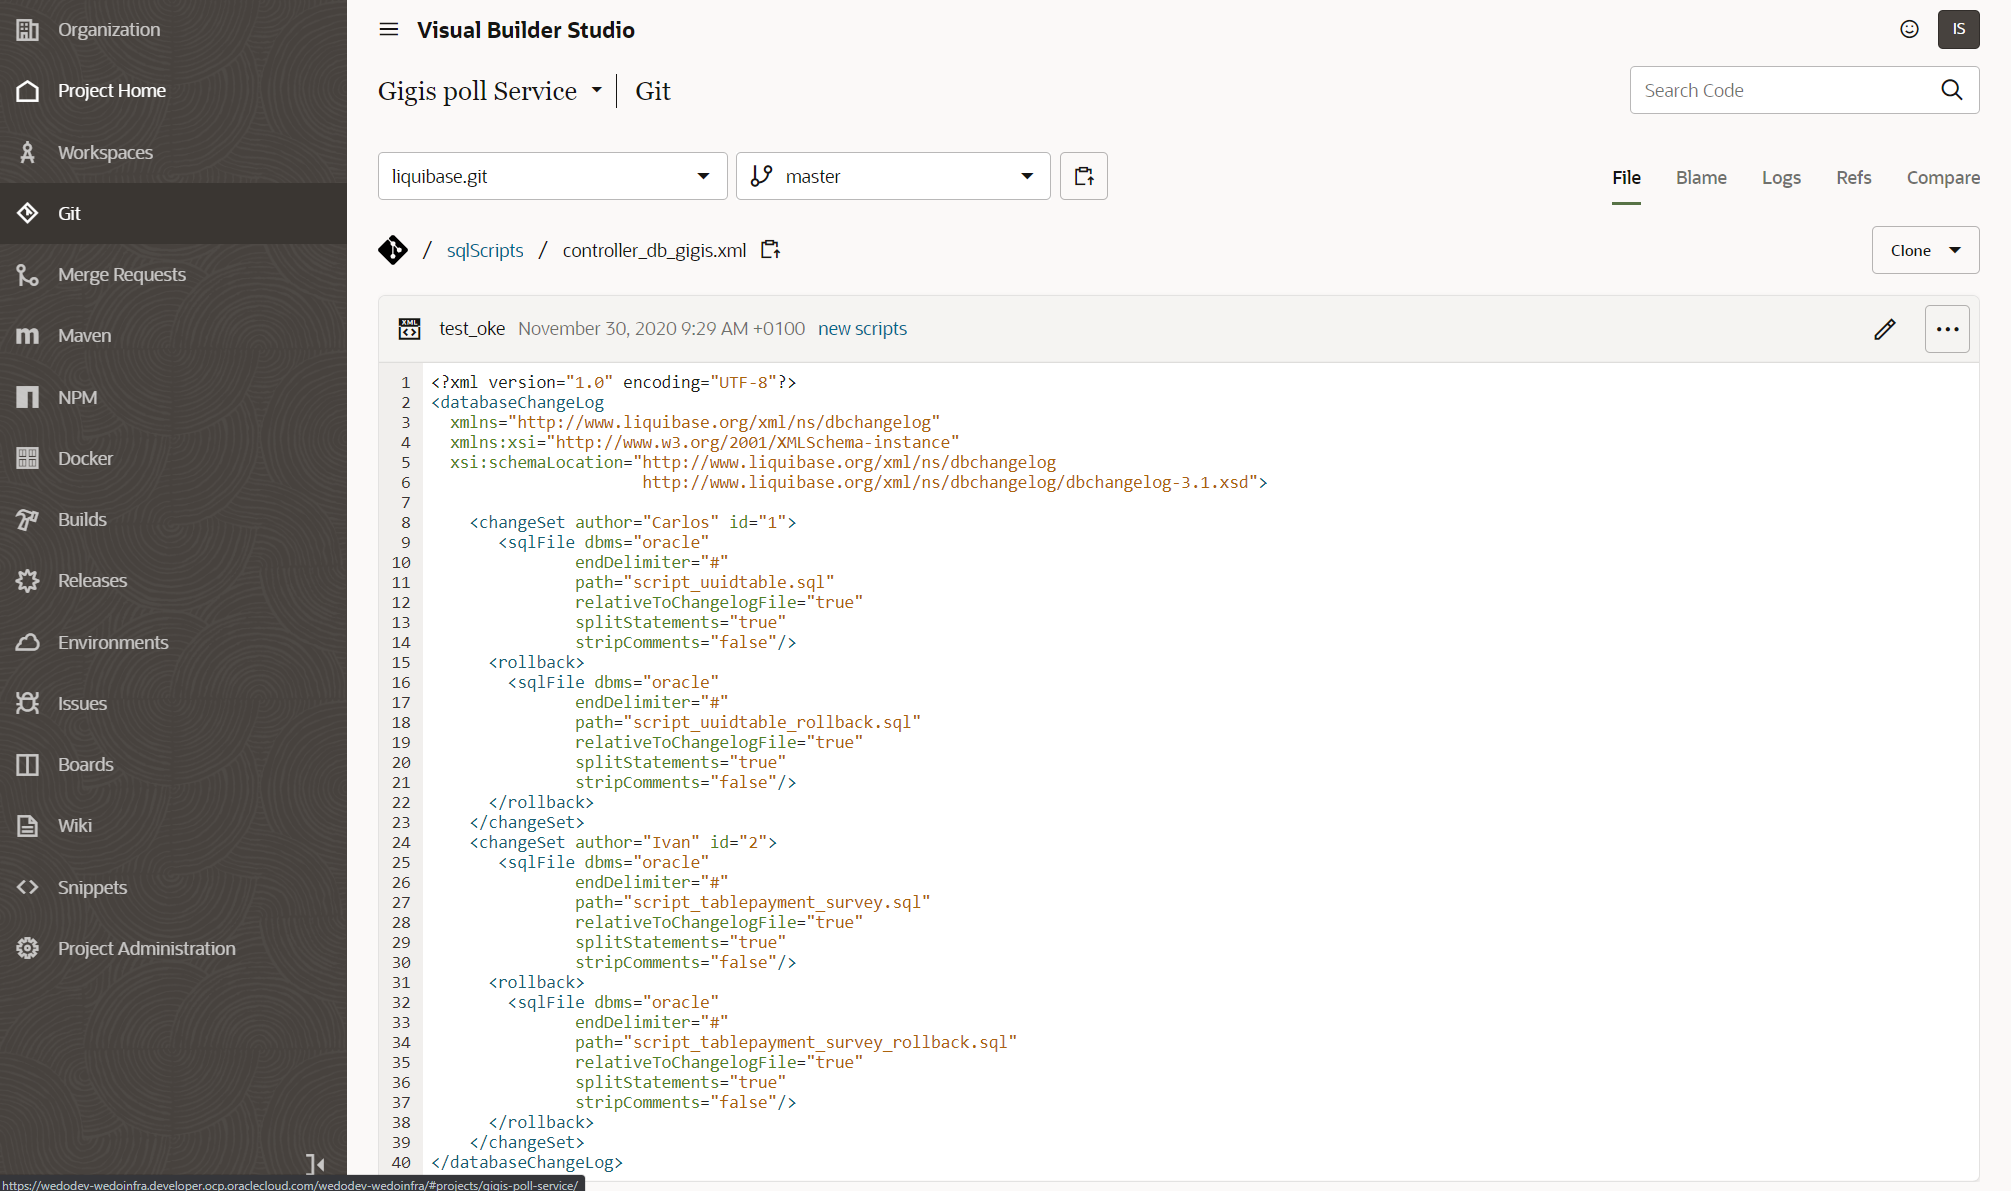 Organization
Project Home
Workspaces
Git
Merge Requests
Maven
NPM
Docker
Builds
Releases
Environments
Issues
Boards
Wiki
Snippets
Project Administration
Visual Builder Studio
IS
Gigis poll Service
Git
Search Code
liquibase.git
master
File
Blame
Logs
Refs
Compare
/ sqlScripts / controller_db_gigis.xml
Clone
XML
test_oke November 30, 2020 9:29 AM +0100 new scripts
1 <?xml version="1.0" encoding="UTF-8"?>
2 <databaseChangeLog
3   xmlns="http://www.liquibase.org/xml/ns/dbchangelog"
4   xmlns:xsi="http://www.w3.org/2001/XMLSchema-instance"
5   xsi:schemaLocation="http://www.liquibase.org/xml/ns/dbchangelog
6                       http://www.liquibase.org/xml/ns/dbchangelog/dbchangelog-3.1.xsd">
7
8     <changeSet author="Carlos" id="1">
9        <sqlFile dbms="oracle"
10               endDelimiter="#"
11               path="script_uuidtable.sql"
12               relativeToChangelogFile="true"
13               splitStatements="true"
14               stripComments="false"/>
15      <rollback>
16        <sqlFile dbms="oracle"
17               endDelimiter="#"
18               path="script_uuidtable_rollback.sql"
19               relativeToChangelogFile="true"
20               splitStatements="true"
21               stripComments="false"/>
22      </rollback>
23    </changeSet>
24    <changeSet author="Ivan" id="2">
25       <sqlFile dbms="oracle"
26               endDelimiter="#"
27               path="script_tablepayment_survey.sql"
28               relativeToChangelogFile="true"
29               splitStatements="true"
30               stripComments="false"/>
31      <rollback>
32        <sqlFile dbms="oracle"
33               endDelimiter="#"
34               path="script_tablepayment_survey_rollback.sql"
35               relativeToChangelogFile="true"
36               splitStatements="true"
37               stripComments="false"/>
38      </rollback>
39    </changeSet>
40 </databaseChangeLog>
https://wedodev-wedoinfra.developer.ocp.oraclecloud.com/wedodev-wedoinfra/#projects/gigis-poll-service/